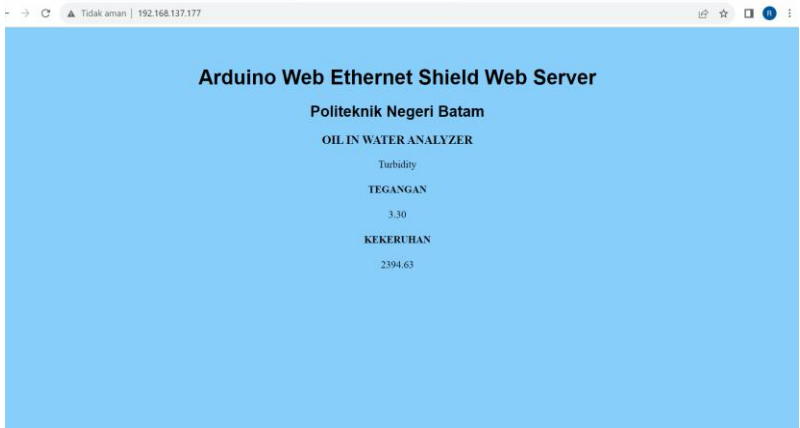 Tidak aman | 192.168.137.177
R
Arduino Web Ethernet Shield Web Server
Politeknik Negeri Batam
OIL IN WATER ANALYZER
Turbidity
TEGANGAN
3.30
KEKERUHAN
2394.63